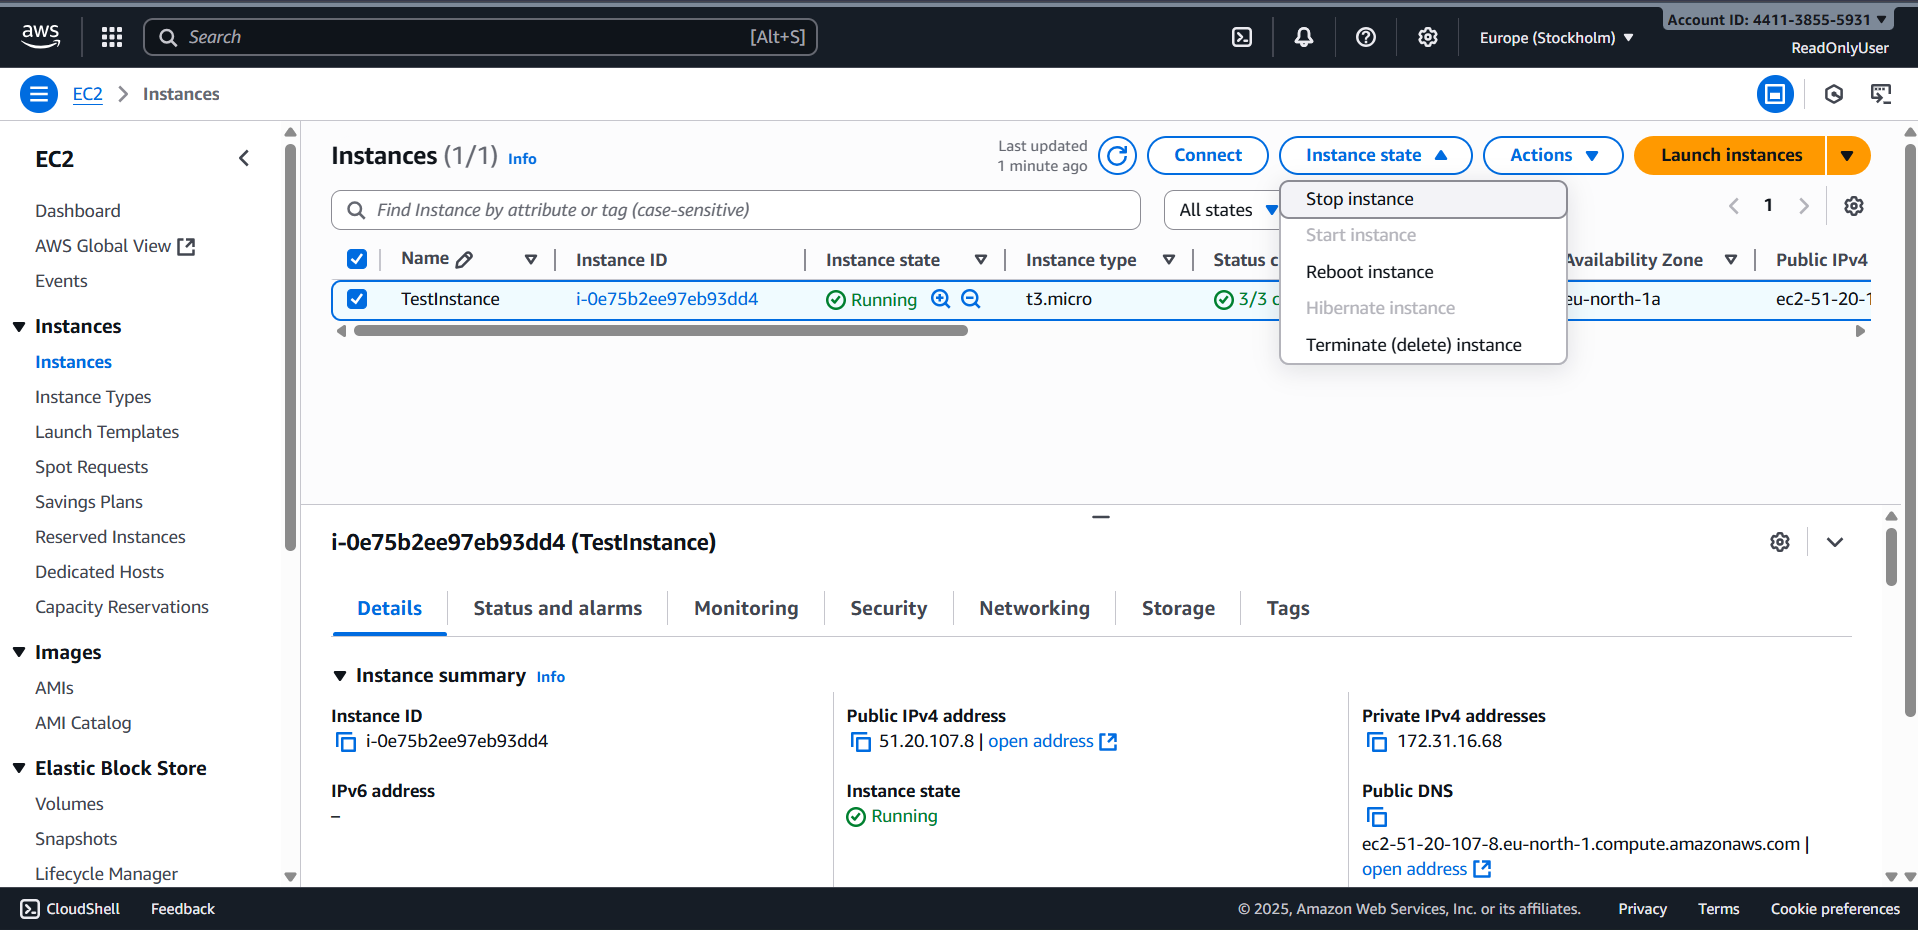 aws
Search
[Alt+S]
Europe (Stockholm)
Account ID: 4411-3855-5931
ReadOnlyUser
EC2
Instances
EC2
Dashboard
AWS Global View
Events
Instances
Instances
Instance Types
Launch Templates
Spot Requests
Savings Plans
Reserved Instances
Dedicated Hosts
Capacity Reservations
Images
AMIs
AMI Catalog
Elastic Block Store
Volumes
Snapshots
Lifecycle Manager
Instances (1/1) Info
Last updated
1 minute ago
Connect
Instance state
Actions
Launch instances
Find Instance by attribute or tag (case-sensitive)
All states
1
Stop instance
Start instance
Reboot instance
Hibernate instance
Terminate (delete) instance
Name Instance ID Instance state Instance type Status c Availability Zone Public IPv4
TestInstance i-0e75b2ee97eb93dd4 Running t3.micro 3/3 c eu-north-1a ec2-51-20-1
i-0e75b2ee97eb93dd4 (TestInstance)
Details Status and alarms Monitoring Security Networking Storage Tags
Instance summary Info
Instance ID
i-0e75b2ee97eb93dd4
Public IPv4 address
51.20.107.8 | open address
Private IPv4 addresses
172.31.16.68
IPv6 address
–
Instance state
Running
Public DNS
ec2-51-20-107-8.eu-north-1.compute.amazonaws.com |
open address
CloudShell
Feedback
© 2025, Amazon Web Services, Inc. or its affiliates.
Privacy
Terms
Cookie preferences